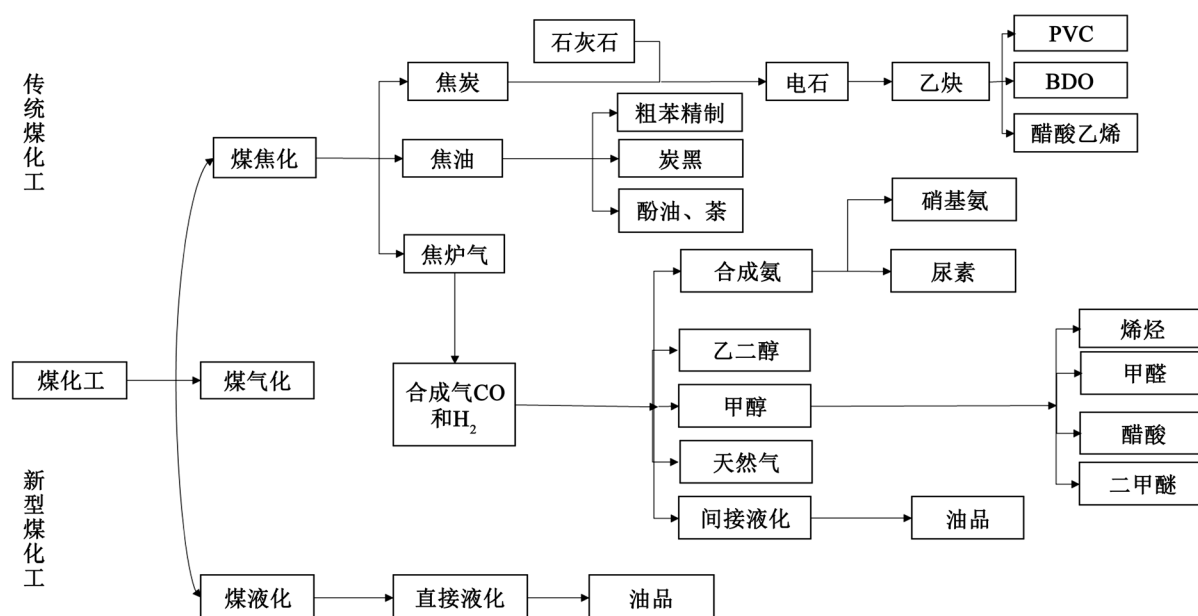 传统煤化工
新型煤化工
煤化工
煤焦化
煤气化
煤液化
焦炭
焦油
焦炉气
石灰石
电石
乙炔
PVC
BDO
醋酸乙烯
粗苯精制
炭黑
酚油、萘
合成气CO
和H₂
合成氨
硝基氨
尿素
乙二醇
甲醇
天然气
间接液化
油品
烯烃
甲醛
醋酸
二甲醚
直接液化
油品